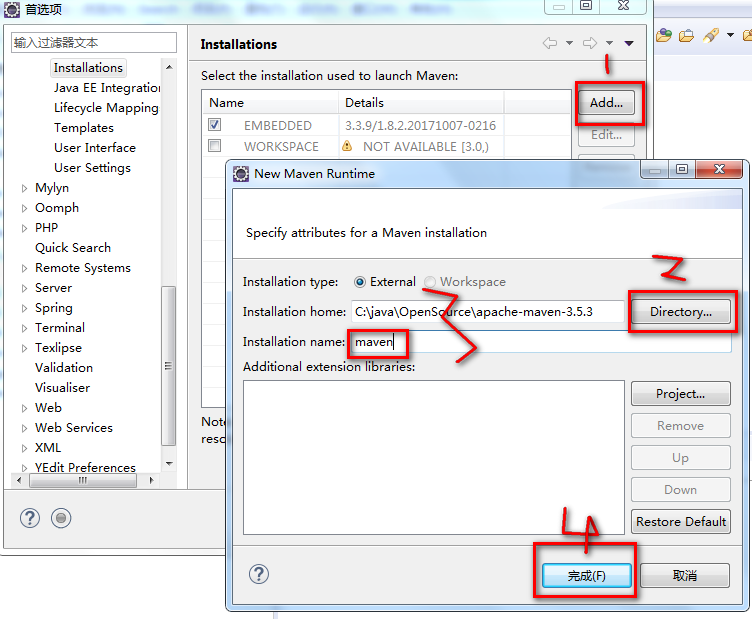 首选项
输入过滤器文本
Installations
Java EE Integration
Lifecycle Mapping
Templates
User Interface
User Settings
Mylyn
Oomph
PHP
Quick Search
Remote Systems
Server
Spring
Terminal
Texlipse
Validation
Visualiser
Web
Web Services
XML
YEdit Preferences
Installations
Select the installation used to launch Maven:
Name Details
EMBEDDED 3.3.9/1.8.2.20171007-0216
WORKSPACE NOT AVAILABLE [3.0,)
1
Add...
Edit...
Note
reso
New Maven Runtime
Specify attributes for a Maven installation
Installation type: External Workspace
2
Installation home: C:\java\OpenSource\apache-maven-3.5.3 Directory...
3
Installation name: maven
Additional extension libraries:
Project...
Remove
Up
Down
Restore Default
4
完成(F) 取消